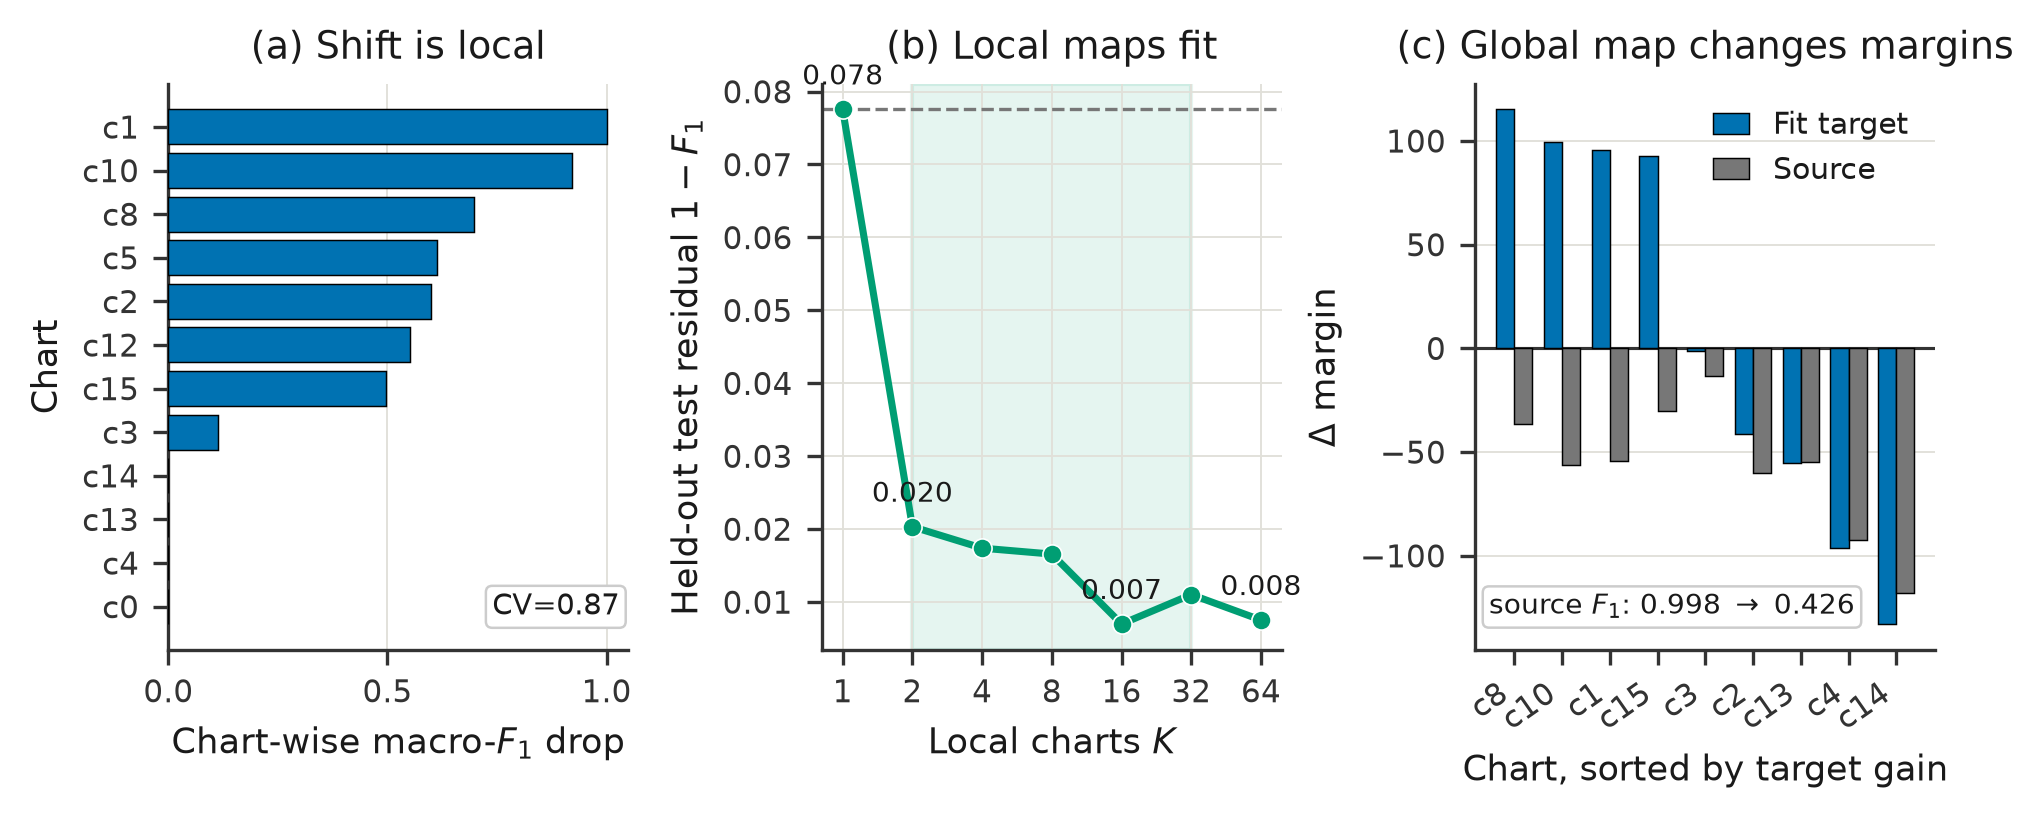 (a) Shift is local
Chart
c1
c10
c8
c5
c2
c12
c15
c3
c14
c13
c4
c0
CV=0.87
0.0 0.5 1.0
Chart-wise macro-F₁ drop
(b) Local maps fit
Held-out test residual 1 − F₁
0.08
0.07
0.06
0.05
0.04
0.03
0.02
0.01
0.078
0.020
0.007
0.008
1 2 4 8 16 32 64
Local charts K
(c) Global map changes margins
Δ margin
100
50
0
−50
−100
Fit target
Source
source F₁: 0.998 → 0.426
c8 c10 c1 c15 c3 c2 c13 c4 c14
Chart, sorted by target gain